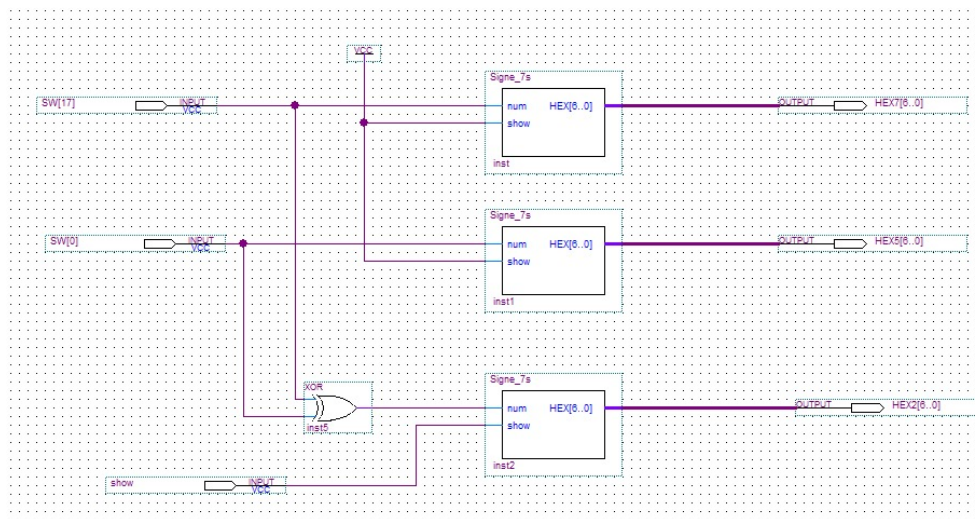 VCC
Signe_7s
SW[17] INPUT VCC num HEX[6..0] OUTPUT HEX7[6..0]
show
inst
Signe_7s
SW[0] INPUT VCC num HEX[6..0] OUTPUT HEX5[6..0]
show
inst1
Signe_7s
XOR
num HEX[6..0] OUTPUT HEX2[6..0]
inst5 show
inst2
show INPUT VCC